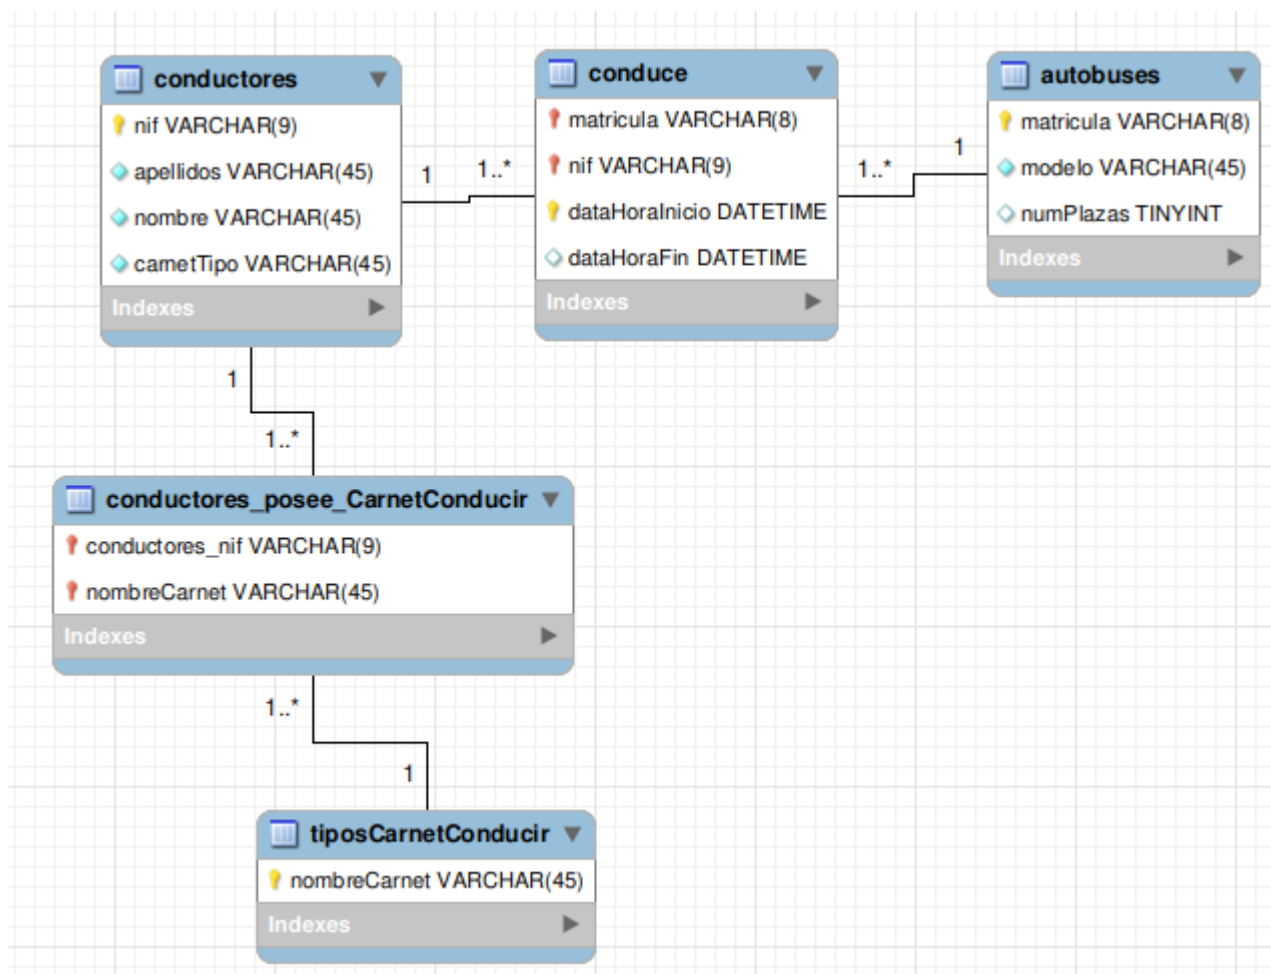 conductores
nif VARCHAR(9)
apellidos VARCHAR(45)
nombre VARCHAR(45)
carnetTipo VARCHAR(45)
Indexes
1
1..*
conduce
matricula VARCHAR(8)
nif VARCHAR(9)
dataHoraInicio DATETIME
dataHoraFin DATETIME
Indexes
1..*
1
autobuses
matricula VARCHAR(8)
modelo VARCHAR(45)
numPlazas TINYINT
Indexes
1
1..*
conductores_posee_CarnetConducir
conductores_nif VARCHAR(9)
nombreCarnet VARCHAR(45)
Indexes
1..*
1
tiposCarnetConducir
nombreCarnet VARCHAR(45)
Indexes